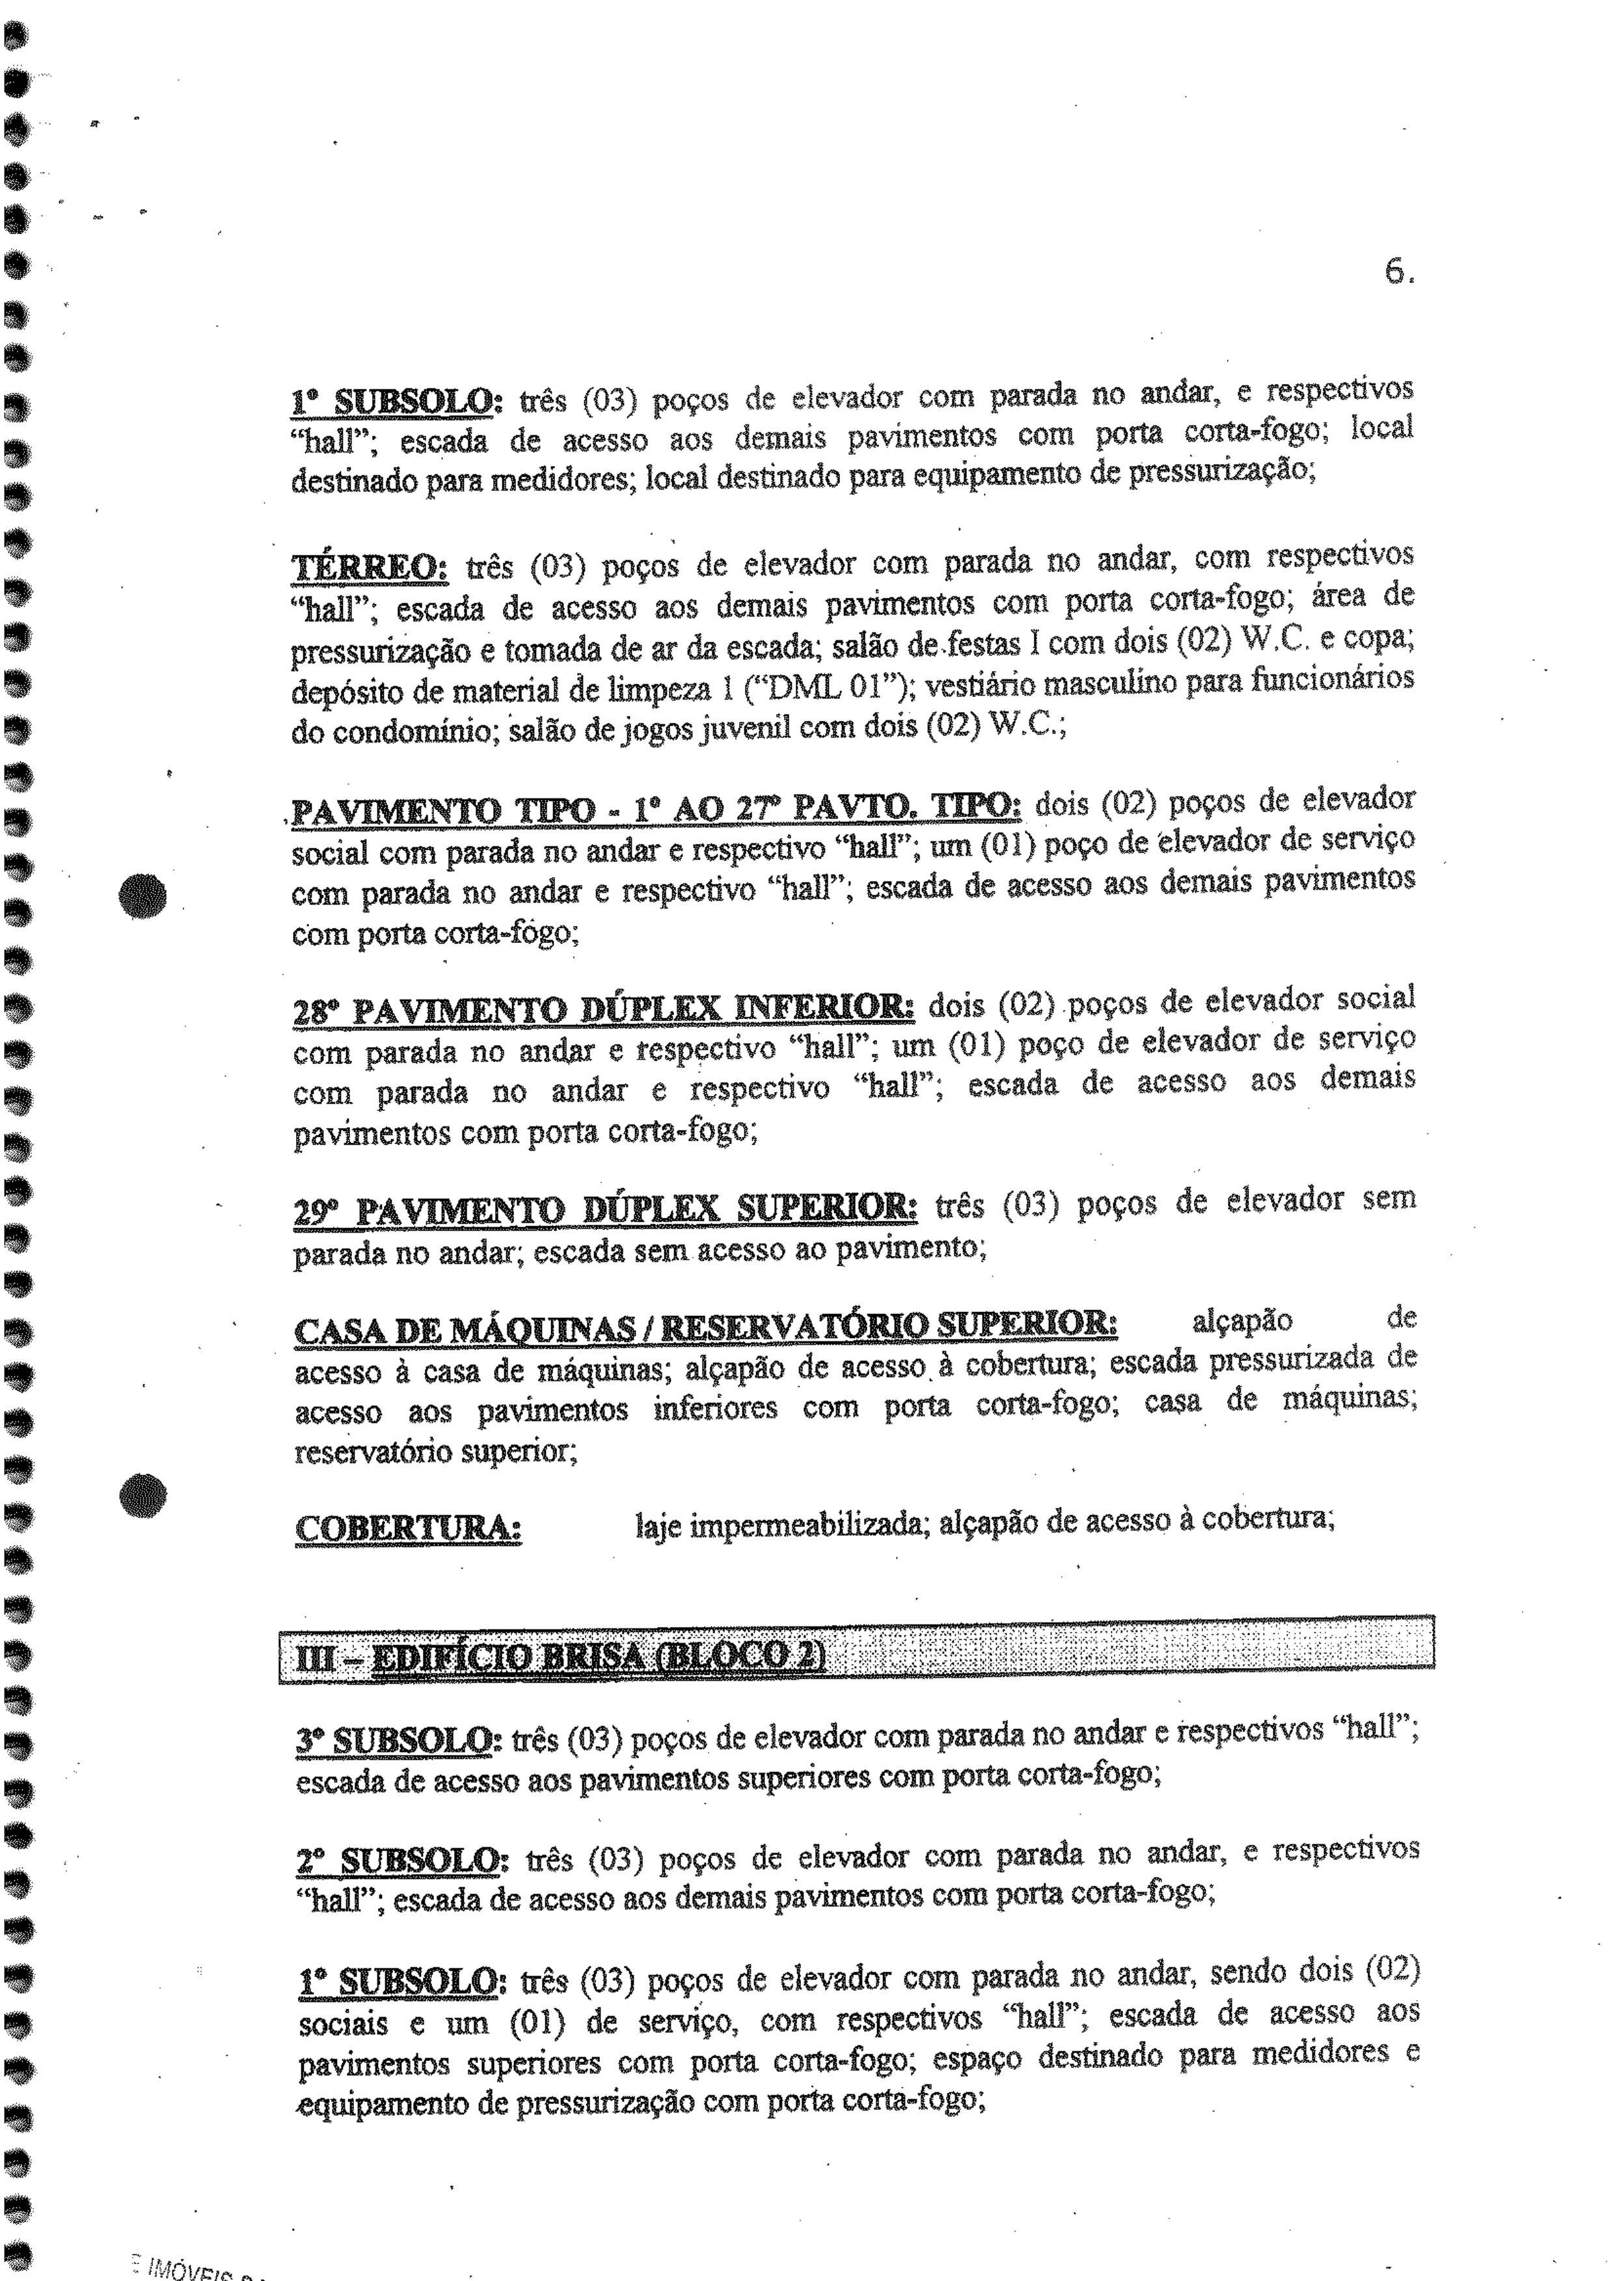 6.
1º SUBSOLO: três (03) poços de elevador com parada no andar, e respectivos
“hall”; escada de acesso aos demais pavimentos com porta corta-fogo; local
destinado para medidores; local destinado para equipamento de pressurização;
TÉRREO: três (03) poços de elevador com parada no andar, com respectivos
“hall”; escada de acesso aos demais pavimentos com porta corta-fogo; área de
pressurização e tomada de ar da escada; salão de festas I com dois (02) W.C. e copa;
depósito de material de limpeza 1 (“DML 01”); vestiário masculino para funcionários
do condomínio; salão de jogos juvenil com dois (02) W.C.;
PAVIMENTO TIPO - 1º AO 27º PAVTO. TIPO: dois (02) poços de elevador
social com parada no andar e respectivo “hall”; um (01) poço de elevador de serviço
com parada no andar e respectivo “hall”; escada de acesso aos demais pavimentos
com porta corta-fogo;
28º PAVIMENTO DÚPLEX INFERIOR: dois (02) poços de elevador social
com parada no andar e respectivo “hall”; um (01) poço de elevador de serviço
com parada no andar e respectivo “hall”; escada de acesso aos demais
pavimentos com porta corta-fogo;
29º PAVIMENTO DÚPLEX SUPERIOR: três (03) poços de elevador sem
parada no andar; escada sem acesso ao pavimento;
CASA DE MÁQUINAS / RESERVATÓRIO SUPERIOR: alçapão de
acesso à casa de máquinas; alçapão de acesso à cobertura; escada pressurizada de
acesso aos pavimentos inferiores com porta corta-fogo; casa de máquinas;
reservatório superior;
COBERTURA: laje impermeabilizada; alçapão de acesso à cobertura;
III – EDIFÍCIO BRISA (BLOCO 2)
3º SUBSOLO: três (03) poços de elevador com parada no andar e respectivos “hall”;
escada de acesso aos pavimentos superiores com porta corta-fogo;
2º SUBSOLO: três (03) poços de elevador com parada no andar, e respectivos
“hall”; escada de acesso aos demais pavimentos com porta corta-fogo;
1º SUBSOLO: três (03) poços de elevador com parada no andar, sendo dois (02)
sociais e um (01) de serviço, com respectivos “hall”; escada de acesso aos
pavimentos superiores com porta corta-fogo; espaço destinado para medidores e
equipamento de pressurização com porta corta-fogo;
IMÓVEIS